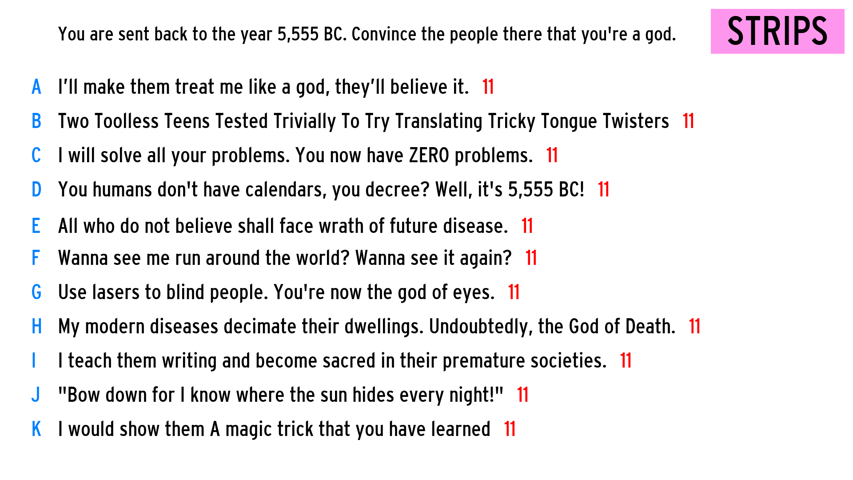 You are sent back to the year 5,555 BC. Convince the people there that you're a god.
STRIPS
A I'll make them treat me like a god, they'll believe it. 11
B Two Toolless Teens Tested Trivially To Try Translating Tricky Tongue Twisters 11
C I will solve all your problems. You now have ZERO problems. 11
D You humans don't have calendars, you decree? Well, it's 5,555 BC! 11
E All who do not believe shall face wrath of future disease. 11
F Wanna see me run around the world? Wanna see it again? 11
G Use lasers to blind people. You're now the god of eyes. 11
H My modern diseases decimate their dwellings. Undoubtedly, the God of Death. 11
I I teach them writing and become sacred in their premature societies. 11
J "Bow down for I know where the sun hides every night!" 11
K I would show them A magic trick that you have learned 11